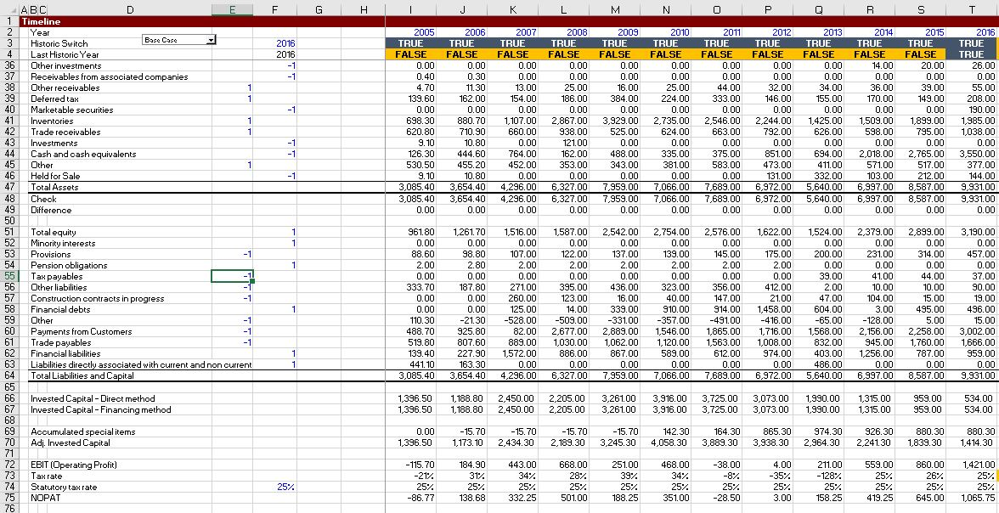 A B C D E F G H I J K L M N O P Q R S T
1 Timeline
2 Year 2005 2006 2007 2008 2009 2010 2011 2012 2013 2014 2015 2016
Base Case
3 Historic Switch 2016 TRUE TRUE TRUE TRUE TRUE TRUE TRUE TRUE TRUE TRUE TRUE TRUE
4 Last Historic Year 2016 FALSE FALSE FALSE FALSE FALSE FALSE FALSE FALSE FALSE FALSE FALSE TRUE
36 Other investments -1 0.00 0.00 0.00 0.00 0.00 0.00 0.00 0.00 0.00 14.00 20.00 26.00
37 Receivables from associated companies -1 0.40 0.30 0.00 0.00 0.00 0.00 0.00 0.00 0.00 0.00 0.00 0.00
38 Other receivables 1 4.70 11.30 13.00 25.00 16.00 25.00 44.00 32.00 34.00 36.00 39.00 55.00
39 Deferred tax 1 139.60 162.00 154.00 186.00 384.00 224.00 333.00 146.00 155.00 170.00 149.00 208.00
40 Marketable securities -1 0.00 0.00 0.00 0.00 0.00 0.00 0.00 0.00 0.00 0.00 0.00 190.00
41 Inventories 1 698.30 880.70 1,107.00 2,867.00 3,929.00 2,735.00 2,546.00 2,244.00 1,425.00 1,509.00 1,899.00 1,985.00
42 Trade receivables 1 620.80 710.90 660.00 938.00 525.00 624.00 663.00 792.00 626.00 598.00 795.00 1,038.00
43 Investments -1 9.10 10.80 0.00 121.00 0.00 0.00 0.00 0.00 0.00 0.00 0.00 0.00
44 Cash and cash equivalents -1 126.30 444.60 764.00 162.00 488.00 335.00 375.00 851.00 694.00 2,018.00 2,765.00 3,550.00
45 Other 1 530.50 455.20 452.00 353.00 343.00 381.00 583.00 473.00 411.00 571.00 517.00 377.00
46 Held for Sale -1 9.10 10.80 0.00 0.00 0.00 0.00 0.00 131.00 332.00 103.00 212.00 144.00
47 Total Assets 3,085.40 3,654.40 4,296.00 6,327.00 7,959.00 7,066.00 7,689.00 6,972.00 5,640.00 6,997.00 8,587.00 9,931.00
48 Check 3,085.40 3,654.40 4,296.00 6,327.00 7,959.00 7,066.00 7,689.00 6,972.00 5,640.00 6,997.00 8,587.00 9,931.00
49 Difference 0.00 0.00 0.00 0.00 0.00 0.00 0.00 0.00 0.00 0.00 0.00 0.00
50
51 Total equity 1 961.80 1,261.70 1,516.00 1,587.00 2,542.00 2,754.00 2,576.00 1,622.00 1,524.00 2,379.00 2,899.00 3,190.00
52 Minority interests 1 0.00 0.00 0.00 0.00 0.00 0.00 0.00 0.00 0.00 0.00 0.00 0.00
53 Provisions -1 88.60 98.80 107.00 122.00 137.00 139.00 145.00 175.00 200.00 231.00 314.00 457.00
54 Pension obligations 1 2.00 2.80 2.00 2.00 2.00 2.00 2.00 2.00 0.00 0.00 0.00 0.00
55 Tax payables -1 0.00 0.00 0.00 0.00 0.00 0.00 0.00 0.00 39.00 41.00 44.00 37.00
56 Other liabilities -1 333.70 187.80 271.00 395.00 436.00 323.00 356.00 412.00 2.00 10.00 10.00 90.00
57 Construction contracts in progress -1 0.00 0.00 260.00 123.00 16.00 40.00 147.00 21.00 47.00 104.00 15.00 19.00
58 Financial debts 1 0.00 0.00 125.00 14.00 339.00 910.00 914.00 1,458.00 604.00 3.00 495.00 496.00
59 Other -1 110.30 -21.30 -528.00 -509.00 -331.00 -357.00 -491.00 -416.00 -65.00 -128.00 5.00 15.00
60 Payments from Customers -1 488.70 925.80 82.00 2,677.00 2,889.00 1,546.00 1,865.00 1,716.00 1,568.00 2,156.00 2,258.00 3,002.00
61 Trade payables -1 519.80 807.60 889.00 1,030.00 1,062.00 1,120.00 1,563.00 1,008.00 832.00 945.00 1,760.00 1,666.00
62 Financial liabilities 1 139.40 227.90 1,572.00 886.00 867.00 589.00 612.00 974.00 403.00 1,256.00 787.00 959.00
63 Liabilities directly associated with current and non current 1 441.10 163.30 0.00 0.00 0.00 0.00 0.00 0.00 486.00 0.00 0.00 0.00
64 Total Liabilities and Capital 3,085.40 3,654.40 4,296.00 6,327.00 7,959.00 7,066.00 7,689.00 6,972.00 5,640.00 6,997.00 8,587.00 9,931.00
65
66 Invested Capital - Direct method 1,396.50 1,188.80 2,450.00 2,205.00 3,261.00 3,916.00 3,725.00 3,073.00 1,990.00 1,315.00 959.00 534.00
67 Invested Capital - Financing method 1,396.50 1,188.80 2,450.00 2,205.00 3,261.00 3,916.00 3,725.00 3,073.00 1,990.00 1,315.00 959.00 534.00
68
69 Accumulated special items 0.00 -15.70 -15.70 -15.70 -15.70 142.30 164.30 865.30 974.30 926.30 880.30 880.30
70 Adj. Invested Capital 1,396.50 1,173.10 2,434.30 2,189.30 3,245.30 4,058.30 3,889.30 3,938.30 2,964.30 2,241.30 1,839.30 1,414.30
71
72 EBIT (Operating Profit) -115.70 184.90 443.00 668.00 251.00 468.00 -38.00 4.00 211.00 559.00 860.00 1,421.00
73 Tax rate -21% 31% 34% 28% 39% 34% -8% -35% -128% 25% 26% 25%
74 Statutory tax rate 25% 25% 25% 25% 25% 25% 25% 25% 25% 25% 25% 25% 25%
75 NOPAT -86.77 138.68 332.25 501.00 188.25 351.00 -28.50 3.00 158.25 419.25 645.00 1,065.75
76